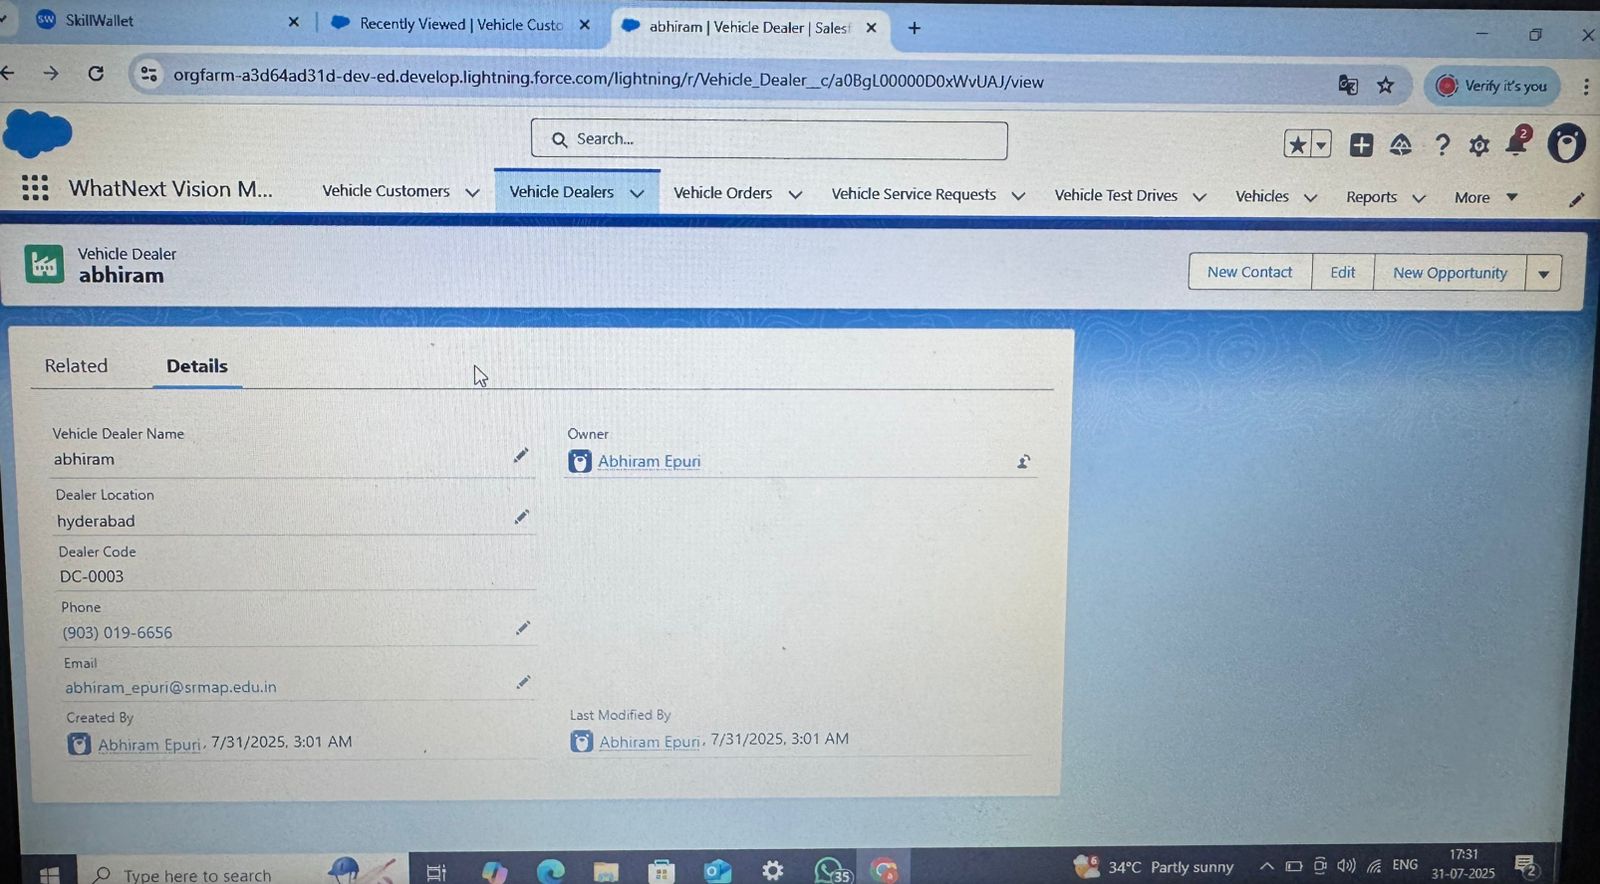 SkillWallet
Recently Viewed | Vehicle Custo
abhiram | Vehicle Dealer | Sales
orgfarm-a3d64ad31d-dev-ed.develop.lightning.force.com/lightning/r/Vehicle_Dealer__c/a0BgL00000D0xWvUAJ/view
Verify it's you
Search...
2
WhatNext Vision M...
Vehicle Customers
Vehicle Dealers
Vehicle Orders
Vehicle Service Requests
Vehicle Test Drives
Vehicles
Reports
More
Vehicle Dealer
abhiram
New Contact
Edit
New Opportunity
Related
Details
Vehicle Dealer Name
abhiram
Owner
Abhiram Epuri
Dealer Location
hyderabad
Dealer Code
DC-0003
Phone
(903) 019-6656
Email
abhiram_epuri@srmap.edu.in
Created By
Abhiram Epuri, 7/31/2025, 3:01 AM
Last Modified By
Abhiram Epuri, 7/31/2025, 3:01 AM
Type here to search
35
6
34°C Partly sunny
ENG
17:31
31-07-2025
2